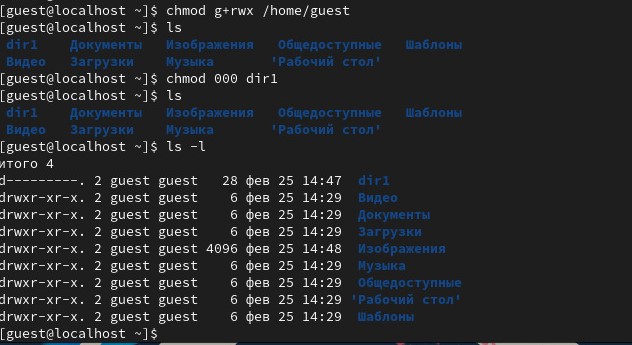 [guest@localhost ~]$ chmod g+rwx /home/guest
[guest@localhost ~]$ ls
dir1 Документы Изображения Общедоступные Шаблоны
Видео Загрузки Музыка 'Рабочий стол'
[guest@localhost ~]$ chmod 000 dir1
[guest@localhost ~]$ ls
dir1 Документы Изображения Общедоступные Шаблоны
Видео Загрузки Музыка 'Рабочий стол'
[guest@localhost ~]$ ls -l
итого 4
d---------. 2 guest guest 28 фев 25 14:47 dir1
drwxr-xr-x. 2 guest guest 6 фев 25 14:29 Видео
drwxr-xr-x. 2 guest guest 6 фев 25 14:29 Документы
drwxr-xr-x. 2 guest guest 6 фев 25 14:29 Загрузки
drwxr-xr-x. 2 guest guest 4096 фев 25 14:48 Изображения
drwxr-xr-x. 2 guest guest 6 фев 25 14:29 Музыка
drwxr-xr-x. 2 guest guest 6 фев 25 14:29 Общедоступные
drwxr-xr-x. 2 guest guest 6 фев 25 14:29 'Рабочий стол'
drwxr-xr-x. 2 guest guest 6 фев 25 14:29 Шаблоны
[guest@localhost ~]$